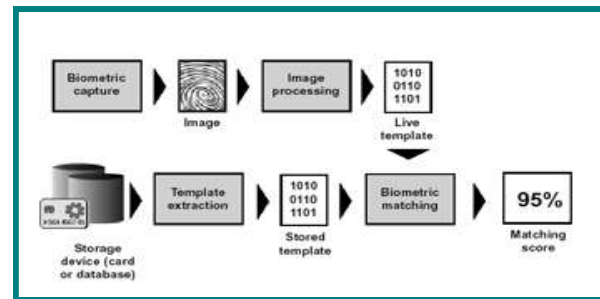 Biometric
capture
Image
Image
processing
1010
0110
1101
Live
template
Storage
device (card
or database)
Template
extraction
1010
0110
1101
Stored
template
Biometric
matching
95%
Matching
score